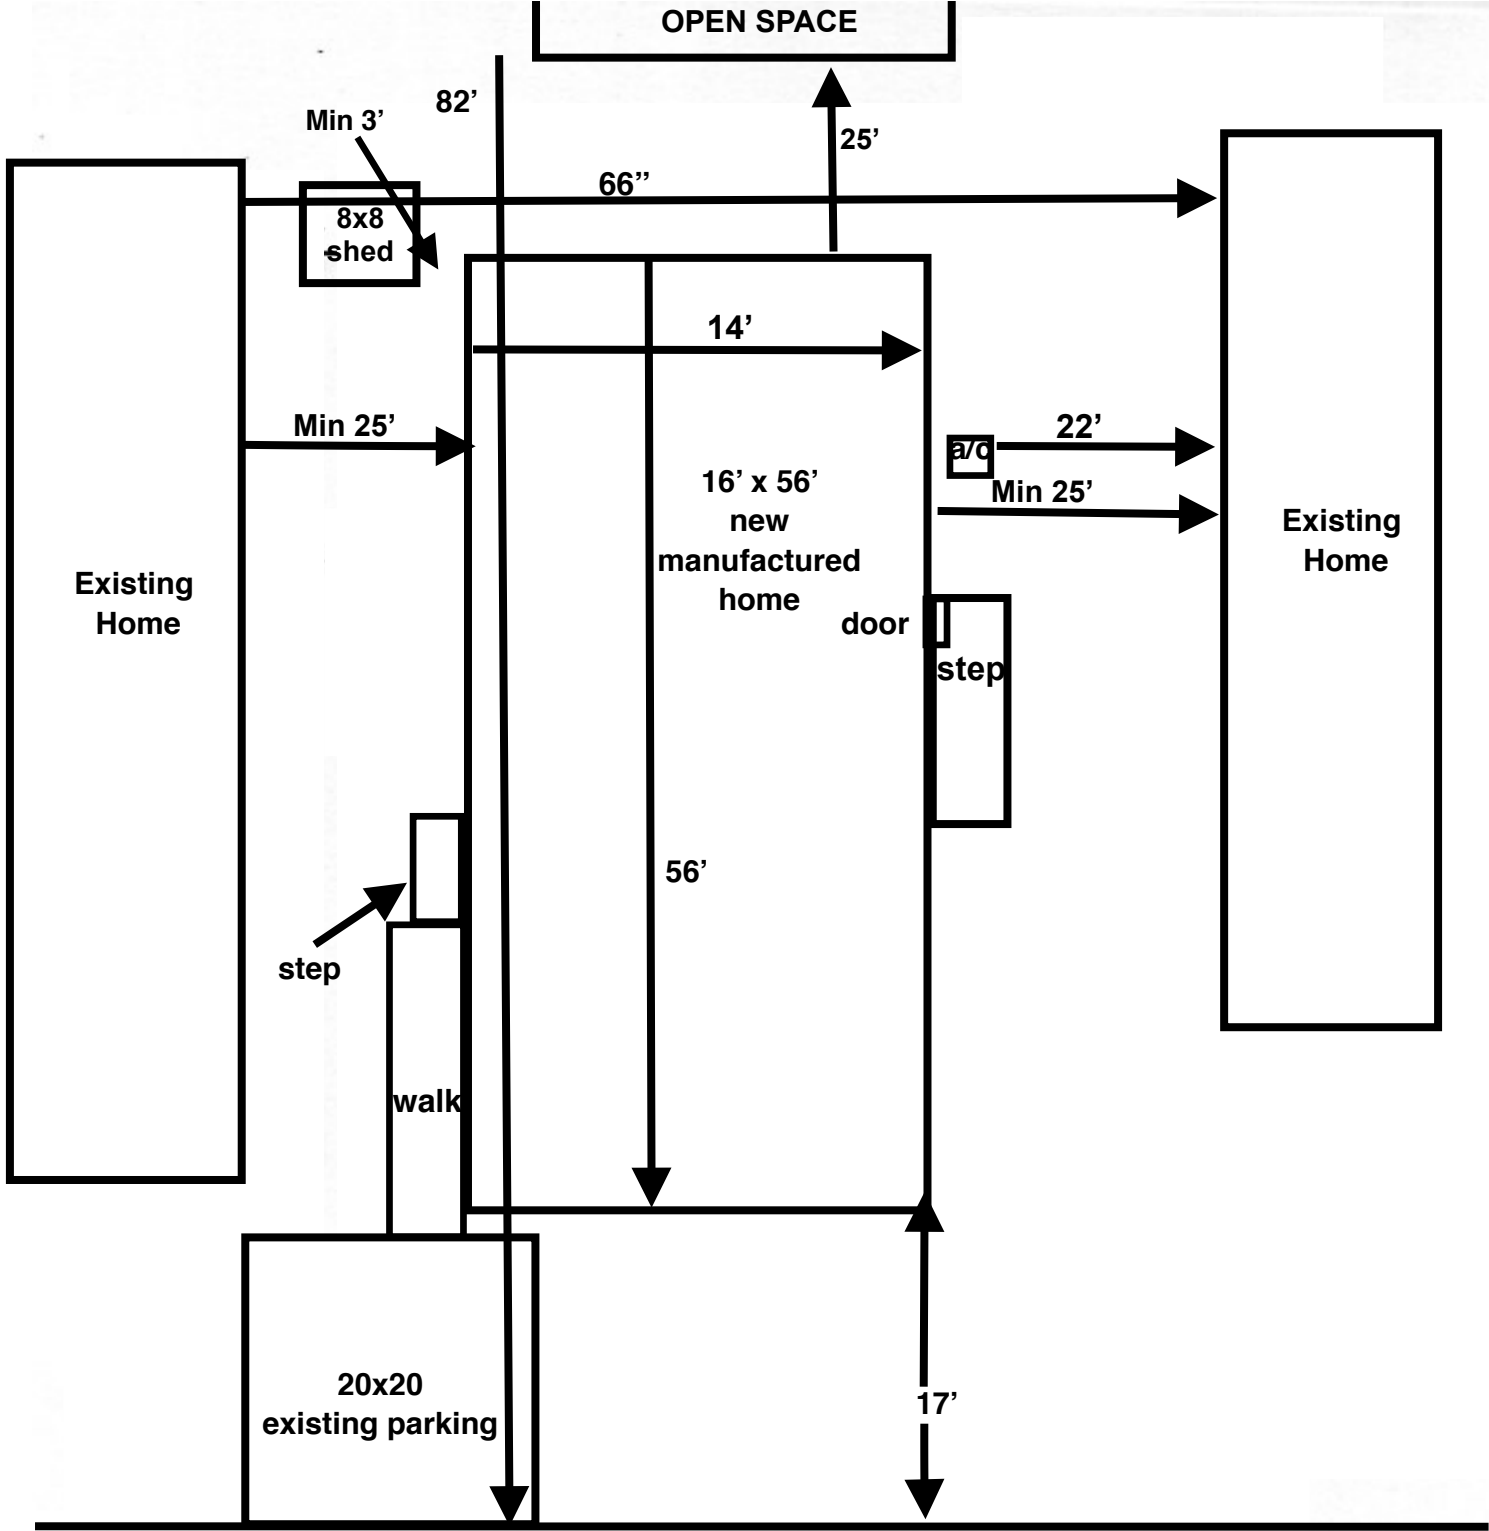 OPEN SPACE
82’
Min 3’
25’
66”
8x8
shed
14’
Min 25’
a/c
22’
Min 25’
16’ x 56’
new
manufactured
home
Existing
Home
Existing
Home
door
step
56’
step
walk
20x20
existing parking
17’